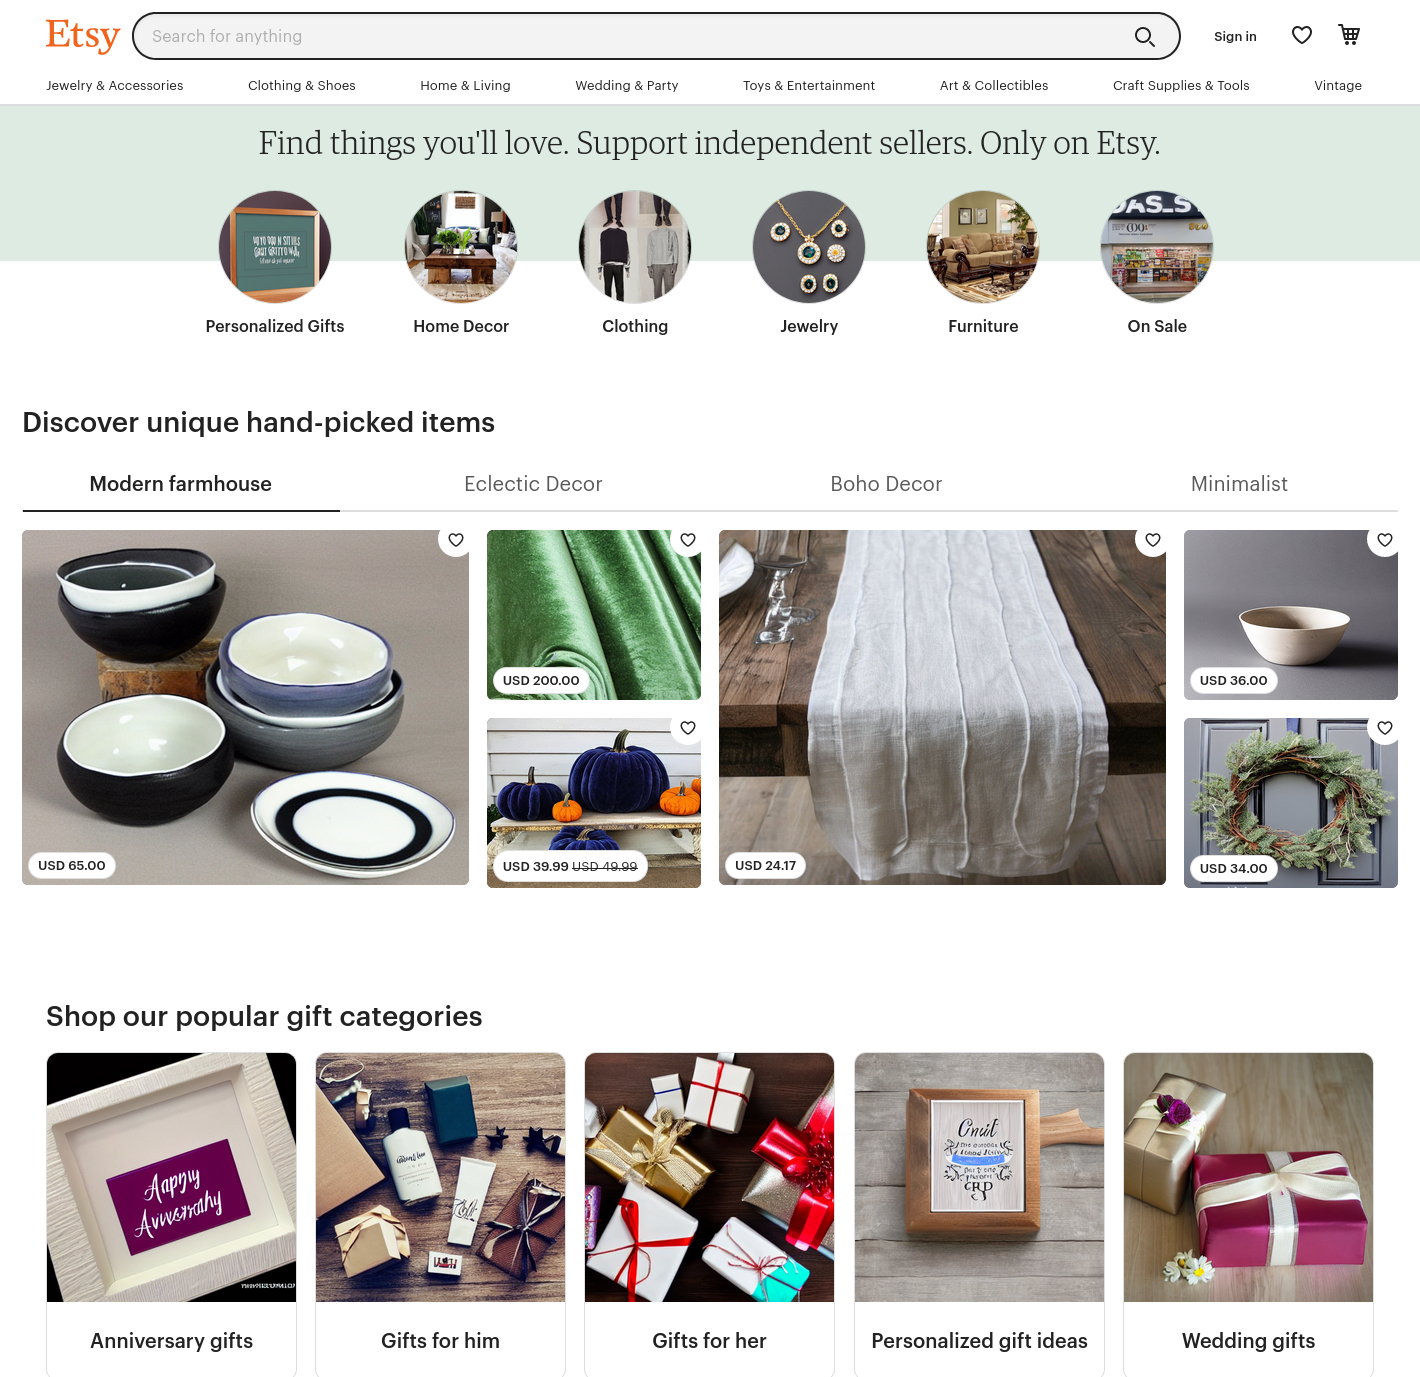 Etsy
Search for anything
Sign in
Jewelry & Accessories
Clothing & Shoes
Home & Living
Wedding & Party
Toys & Entertainment
Art & Collectibles
Craft Supplies & Tools
Vintage
Find things you'll love. Support independent sellers. Only on Etsy.
Personalized Gifts
Home Decor
Clothing
Jewelry
Furniture
On Sale
Discover unique hand-picked items
Modern farmhouse
Eclectic Decor
Boho Decor
Minimalist
USD 65.00
USD 200.00
USD 39.99 USD 49.99
USD 24.17
USD 36.00
USD 34.00
Shop our popular gift categories
Anniversary gifts
Gifts for him
Gifts for her
Personalized gift ideas
Wedding gifts